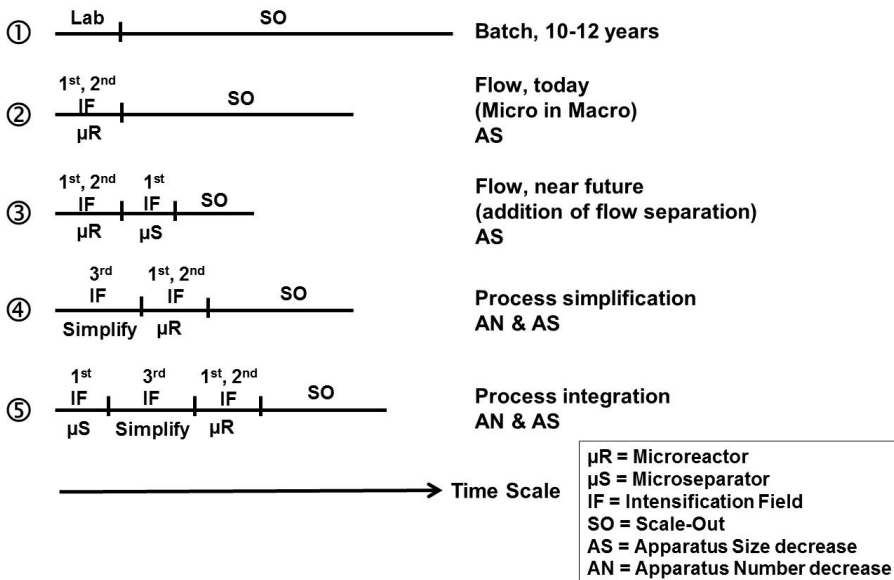 Lab SO
① Batch, 10-12 years
1st, 2nd
IF SO
② Flow, today
(Micro in Macro)
µR AS
1st, 2nd 1st
IF IF SO
③ Flow, near future
(addition of flow separation)
µR µS AS
3rd 1st, 2nd
IF IF SO
④ Process simplification
Simplify µR AN & AS
1st 3rd 1st, 2nd
IF IF IF SO
⑤ Process integration
µS Simplify µR AN & AS
Time Scale
µR = Microreactor
µS = Microseparator
IF = Intensification Field
SO = Scale-Out
AS = Apparatus Size decrease
AN = Apparatus Number decrease